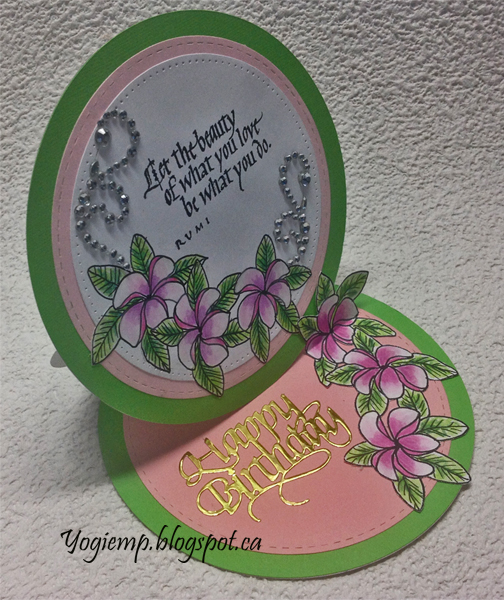 Let the beauty
of what you love
be what you do.
RUMI
Happy
Birthday
Yogiemp.blogspot.ca